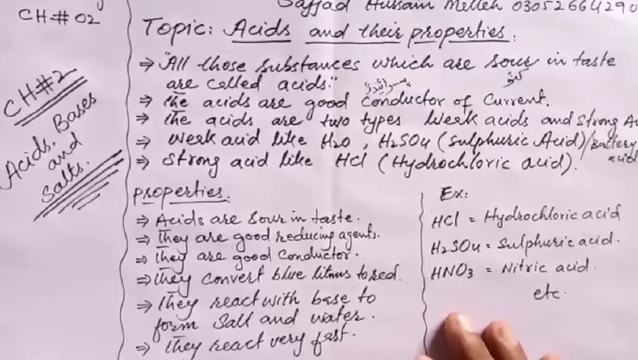 CH# 02
Sajjad Hussain Melleh 0305266429
Topic: Acids and their properties.
CH#2
Acids, Bases
and
Salts.
→ "All those substances which are sour in taste
are called acids."
→ the acids are good conductor of Current.
→ the acids are two types weak acids and strong A
→ weak acid like H2O, H2SO4 (Sulphuric Acid)/Battery
acid
→ strong acid like HCl (Hydrochloric acid).
properties.
→ Acids are sour in taste.
→ They are good reducing agents.
→ they are good conductor.
→ they convert blue litmus to red.
→ They react with base to
form Salt and water.
→ they react very fast.
Ex:
HCl = Hydrochloric acid
H2SO4 = Sulphuric acid.
HNO3 = Nitric acid.
etc.